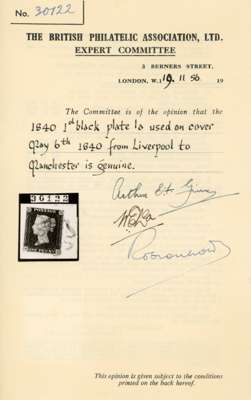 No. 30122
THE BRITISH PHILATELIC ASSOCIATION, LTD.
EXPERT COMMITTEE
3 BERNERS STREET,
LONDON, W.1 19. 11 56. 19
The Committee is of the opinion that the
1840 1d black plate 1a used on cover
May 6th 1840 from Liverpool to
Manchester is genuine.
30122
This opinion is given subject to the conditions
printed on the back hereof.